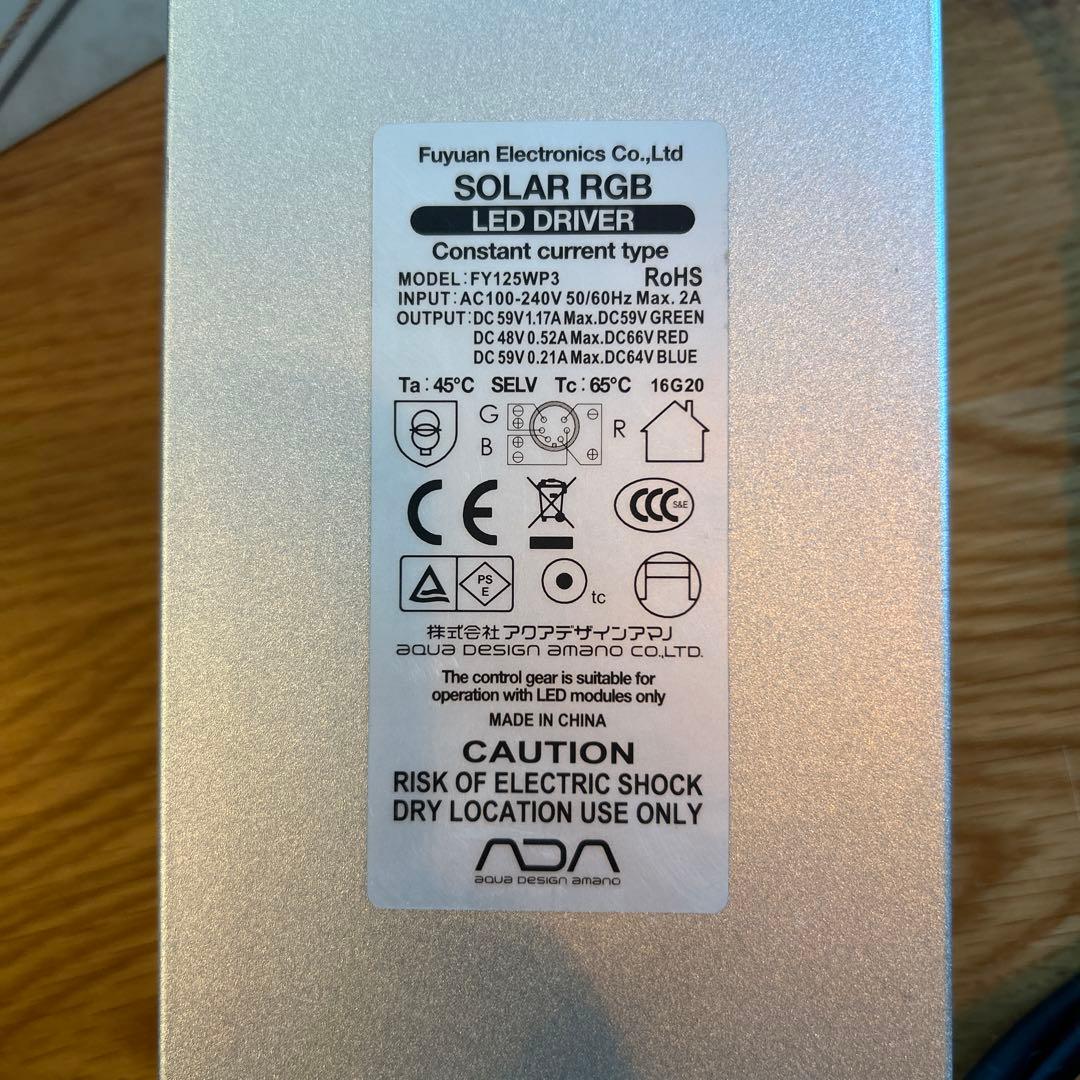 Fuyuan Electronics Co.,Ltd
SOLAR RGB
LED DRIVER
Constant current type
MODEL:FY125WP3 RoHS
INPUT:AC100-240V 50/60Hz Max. 2A
OUTPUT:DC 59V 1.17A Max.DC59V GREEN
DC 48V 0.52A Max.DC66V RED
DC 59V 0.21A Max.DC64V BLUE
Ta:45°C SELV Tc:65°C 16G20
G
B
R
CE
CCC S&E
PS
E
tc
株式会社アクアデザインアマノ
aqua DESIGN amano CO.,LTD.
The control gear is suitable for
operation with LED modules only
MADE IN CHINA
CAUTION
RISK OF ELECTRIC SHOCK
DRY LOCATION USE ONLY
ADA
aqua DESIGN amano